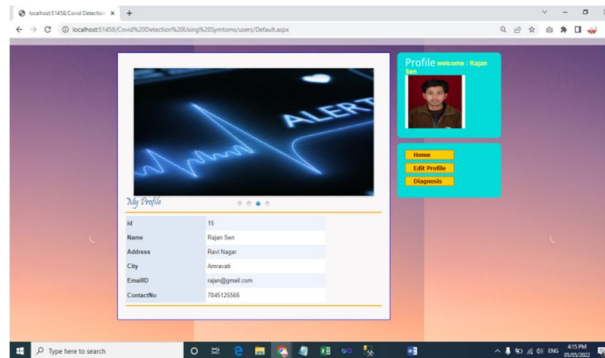 localhost:51458/Covid Detection
localhost:51458/Covid%20Detection%20Using%20Symtoms/users/Default.aspx
Profile welcome : Rajan
Sen
ALERT
Home
Edit Profile
Diagnosis
My Profile
id 15
Name Rajan Sen
Address Ravi Nagar
City Amravati
EmailID rajan@gmail.com
ContactNo 7845125566
Type here to search
ENG
4:15 PM
05/05/2022